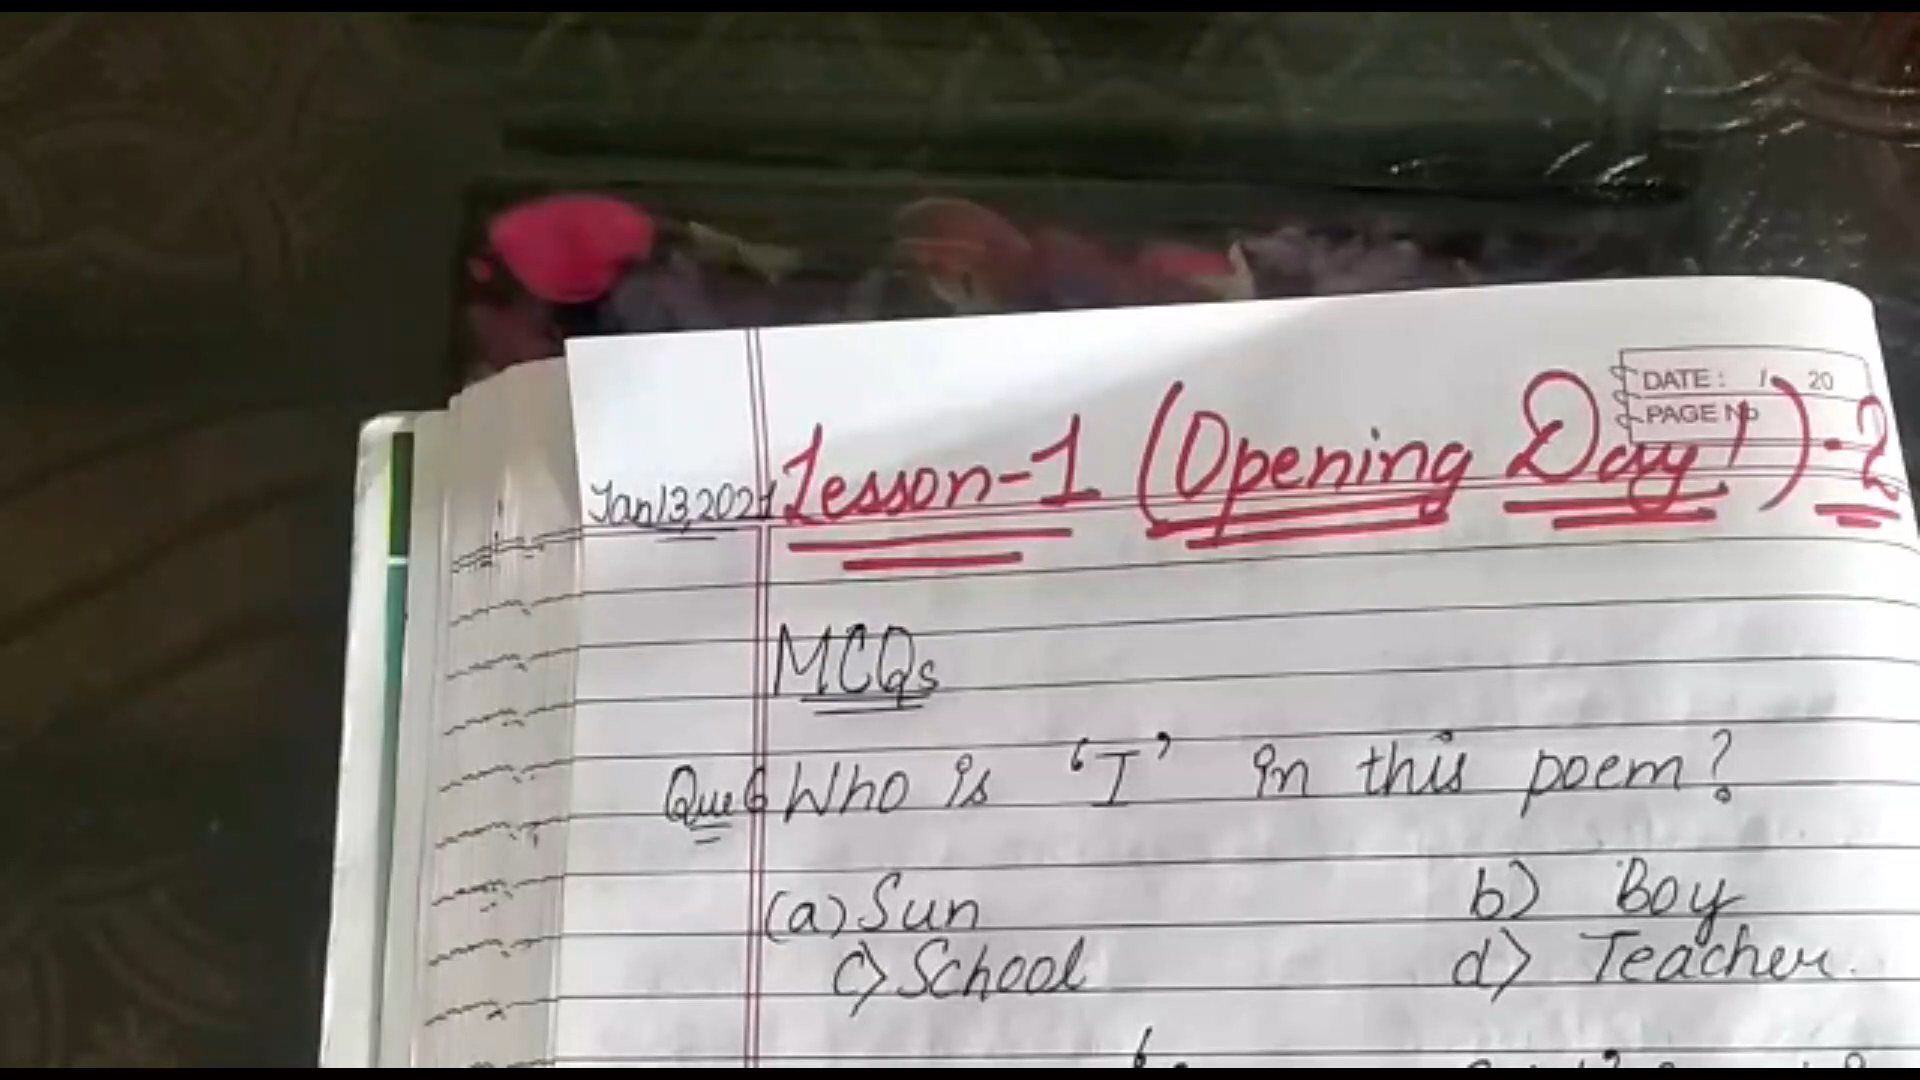 DATE: / 20
PAGE No
Jan13,2021 Lesson-1 (Opening Day!)-2
MCQs
Que6 Who is 'I' in this poem?
(a) Sun b) Boy
c) School d) Teacher.